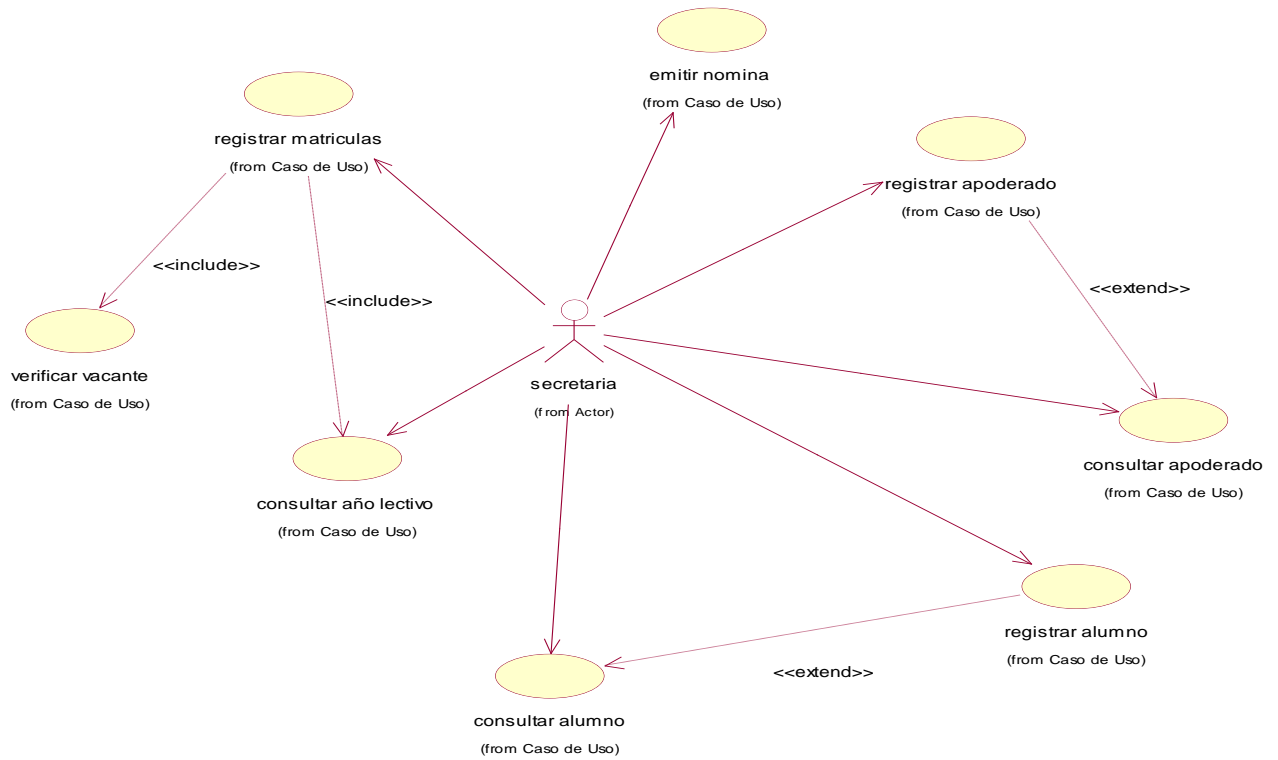 emitir nomina
(from Caso de Uso)
registrar matriculas
(from Caso de Uso)
registrar apoderado
(from Caso de Uso)
<<include>>
<<extend>>
<<include>>
verificar vacante
(from Caso de Uso)
secretaria
(from Actor)
consultar apoderado
(from Caso de Uso)
consultar año lectivo
(from Caso de Uso)
registrar alumno
(from Caso de Uso)
<<extend>>
consultar alumno
(from Caso de Uso)